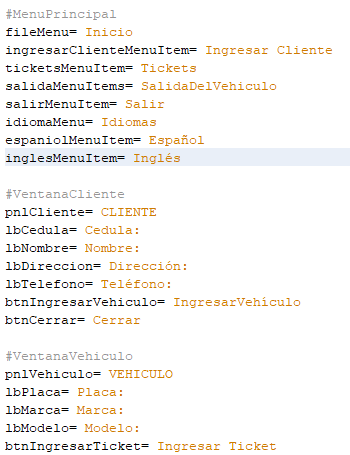 #MenuPrincipal
fileMenu= Inicio
ingresarClienteMenuItem= Ingresar Cliente
ticketsMenuItem= Tickets
salidaMenuItems= SalidaDelVehiculo
salirMenuItem= Salir
idiomaMenu= Idiomas
espaniolMenuItem= Español
inglesMenuItem= Inglés
#VentanaCliente
pnlCliente= CLIENTE
lbCedula= Cedula:
lbNombre= Nombre:
lbDireccion= Dirección:
lbTelefono= Teléfono:
btnIngresarVehiculo= IngresarVehículo
btnCerrar= Cerrar
#VentanaVehiculo
pnlVehiculo= VEHICULO
lbPlaca= Placa:
lbMarca= Marca:
lbModelo= Modelo:
btnIngresarTicket= Ingresar Ticket